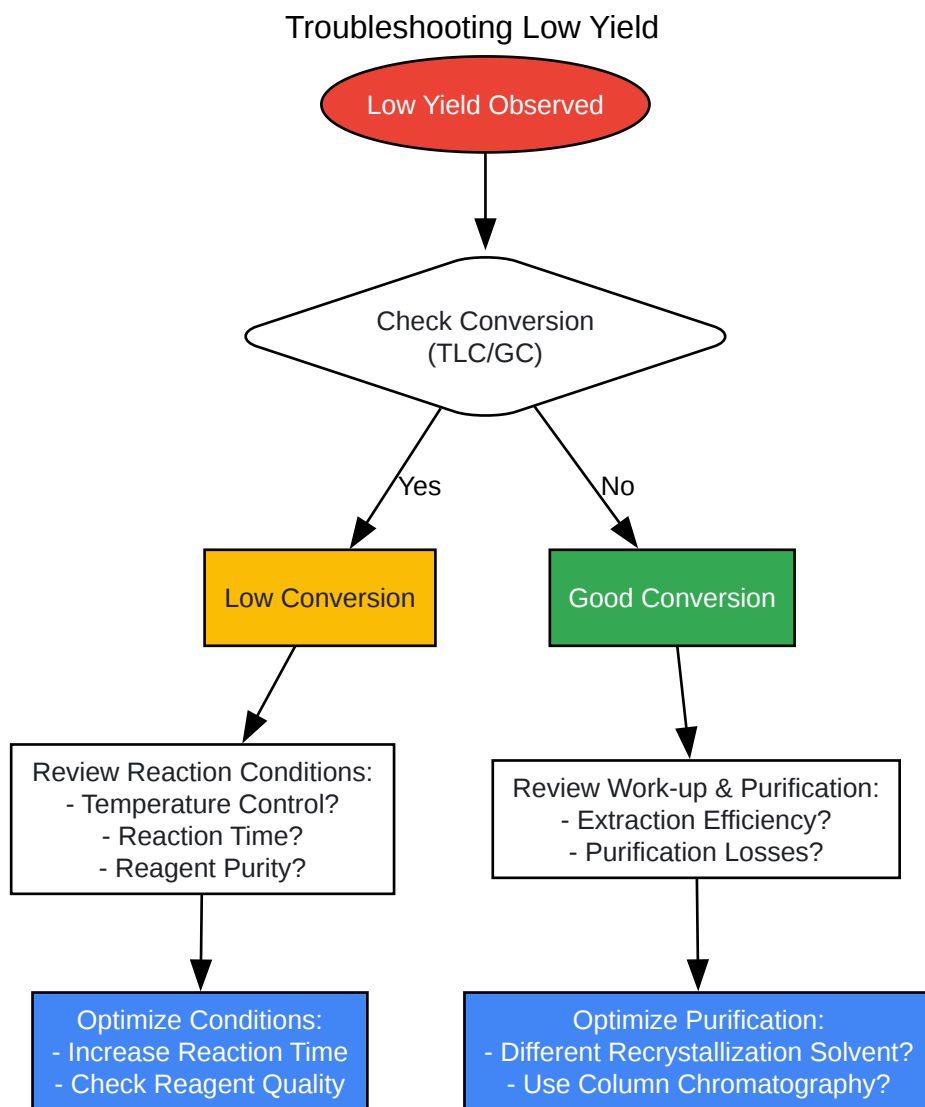 Troubleshooting Low Yield
Low Yield Observed
Check Conversion
(TLC/GC)
Yes
No
Low Conversion
Good Conversion
Review Reaction Conditions:
- Temperature Control?
- Reaction Time?
- Reagent Purity?
Review Work-up & Purification:
- Extraction Efficiency?
- Purification Losses?
Optimize Conditions:
- Increase Reaction Time
- Check Reagent Quality
Optimize Purification:
- Different Recrystallization Solvent?
- Use Column Chromatography?